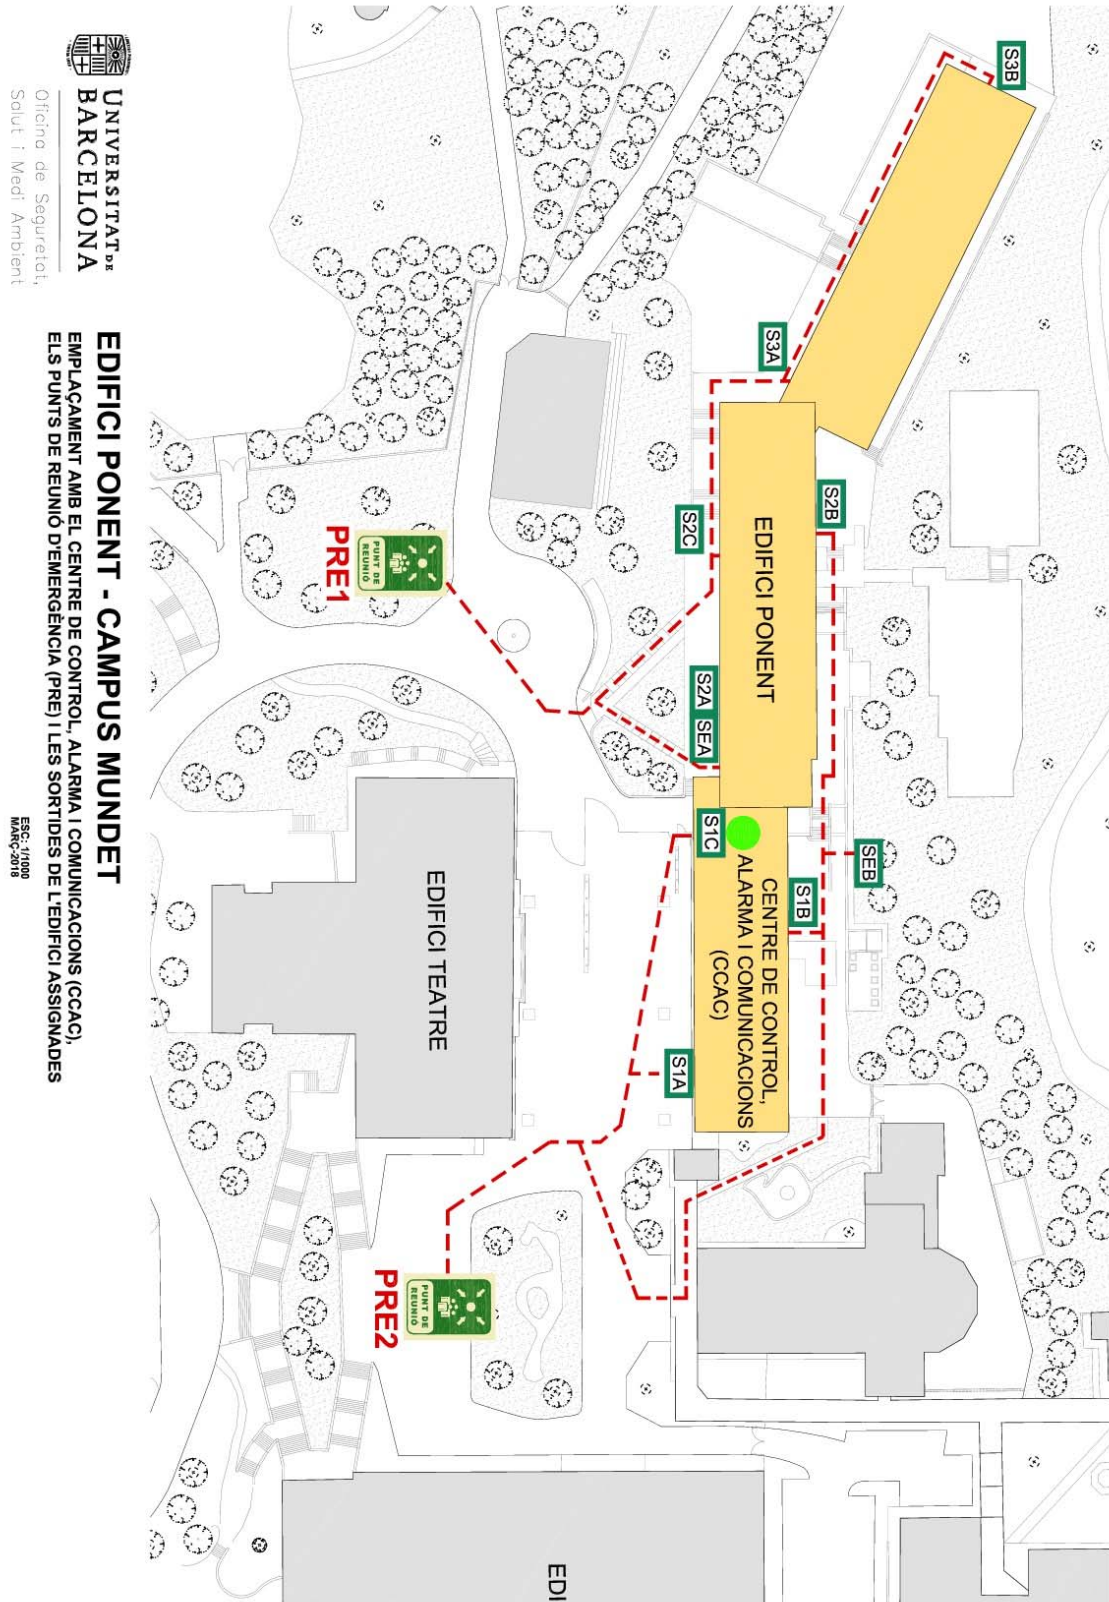 UNIVERSITAT DE
BARCELONA
Oficina de Seguretat,
Salut i Medi Ambient
EDIFICI PONENT - CAMPUS MUNDET
EMPLAÇAMENT AMB EL CENTRE DE CONTROL, ALARMA I COMUNICACIONS (CCAC),
ELS PUNTS DE REUNIÓ D'EMERGÈNCIA (PRE) I LES SORTIDES DE L'EDIFICI ASSIGNADES
ESC: 1/1000
MARÇ-2018
S3B
S3A
S2B
S2C
EDIFICI PONENT
S2A
SEA
SEB
S1C
S1B
CENTRE DE CONTROL,
ALARMA I COMUNICACIONS
(CCAC)
S1A
PUNT DE
REUNIÓ
PRE1
EDIFICI TEATRE
PUNT DE
REUNIÓ
PRE2
EDI